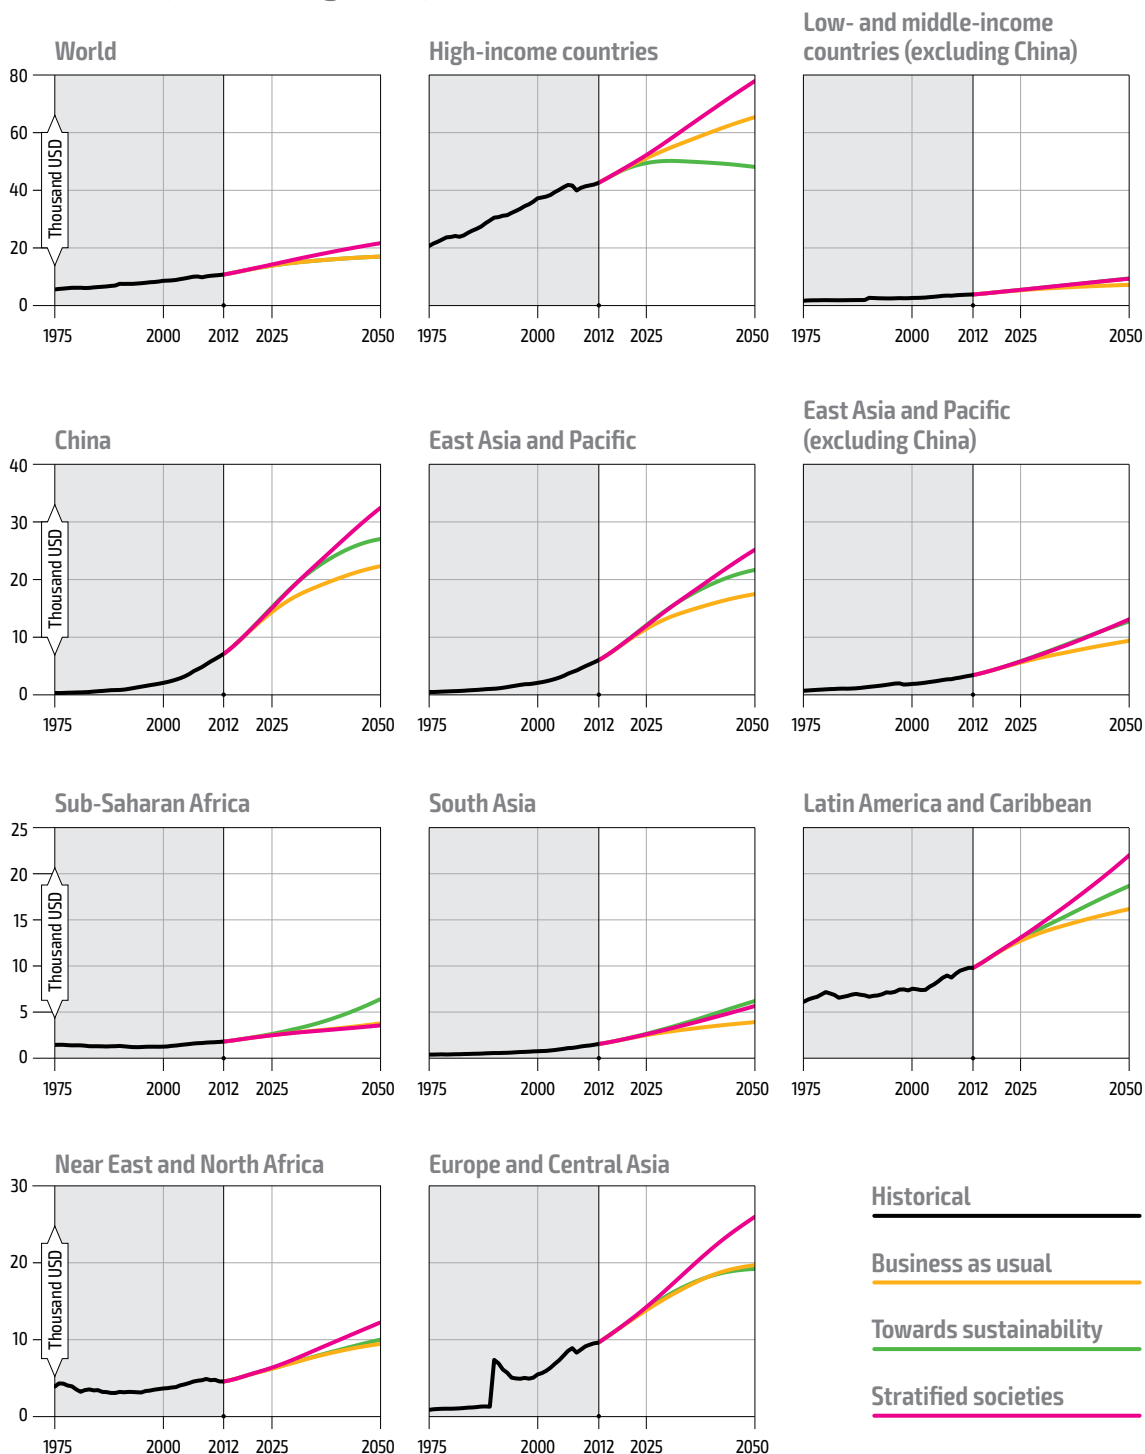 World
High-income countries
Low- and middle-income
countries (excluding China)
80
60
40
20
0
Thousand USD
1975 2000 2012 2025 2050
1975 2000 2012 2025 2050
1975 2000 2012 2025 2050
China
East Asia and Pacific
East Asia and Pacific
(excluding China)
40
30
20
10
0
Thousand USD
1975 2000 2012 2025 2050
1975 2000 2012 2025 2050
1975 2000 2012 2025 2050
Sub-Saharan Africa
South Asia
Latin America and Caribbean
25
20
15
10
5
0
Thousand USD
1975 2000 2012 2025 2050
1975 2000 2012 2025 2050
1975 2000 2012 2025 2050
Near East and North Africa
Europe and Central Asia
30
20
10
0
Thousand USD
1975 2000 2012 2025 2050
1975 2000 2012 2025 2050
Historical
Business as usual
Towards sustainability
Stratified societies